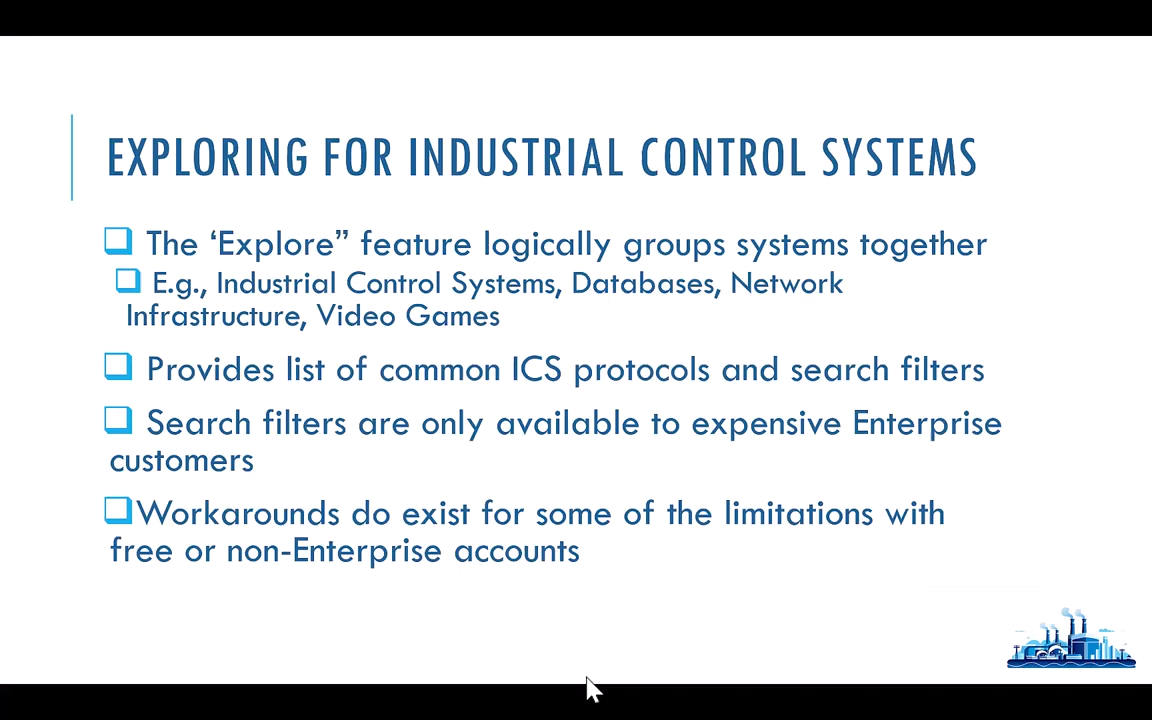 EXPLORING FOR INDUSTRIAL CONTROL SYSTEMS
The ‘Explore” feature logically groups systems together
E.g., Industrial Control Systems, Databases, Network
Infrastructure, Video Games
Provides list of common ICS protocols and search filters
Search filters are only available to expensive Enterprise
customers
Workarounds do exist for some of the limitations with
free or non-Enterprise accounts